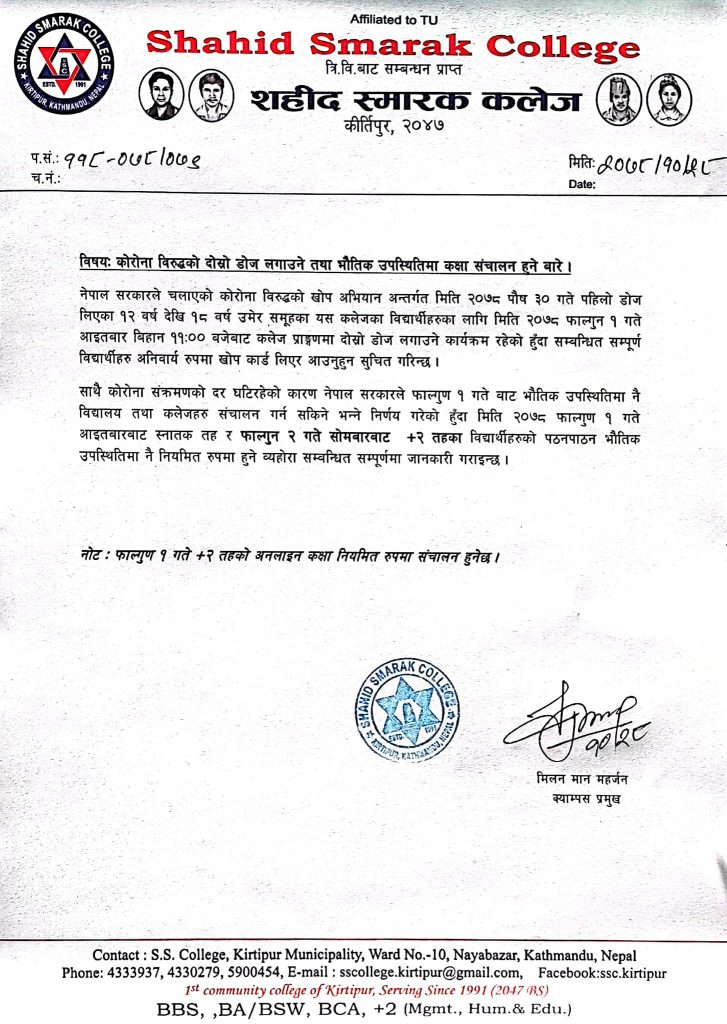 Affiliated to TU
Shahid Smarak College
त्रि.वि.बाट सम्बन्धन प्राप्त
शहीद स्मारक कलेज
कीर्तिपुर, २०४७
SHAHID SMARAK COLLEGE
ESTD. 1991
KIRTIPUR, KATHMANDU, NEPAL
प.सं.: ११८-०७८/०७९
मिति: २०७८/१०/२८
च.नं.:
Date:
विषयः कोरोना विरुद्धको दोस्रो डोज लगाउने तथा भौतिक उपस्थितिमा कक्षा संचालन हुने बारे ।
नेपाल सरकारले चलाएको कोरोना विरुद्धको खोप अभियान अन्तर्गत मिति २०७८ पौष ३० गते पहिलो डोज
लिएका १२ वर्ष देखि १८ वर्ष उमेर समूहका यस कलेजका विद्यार्थीहरुका लागि मिति २०७८ फाल्गुन १ गते
आइतबार बिहान ११:०० बजेबाट कलेज प्राङ्गणमा दोस्रो डोज लगाउने कार्यक्रम रहेको हुँदा सम्बन्धित सम्पूर्ण
विद्यार्थीहरु अनिवार्य रुपमा खोप कार्ड लिएर आउनुहुन सुचित गरिन्छ ।
साथै कोरोना संक्रमणको दर घटिरहेको कारण नेपाल सरकारले फाल्गुण १ गते बाट भौतिक उपस्थितिमा नै
विद्यालय तथा कलेजहरु संचालन गर्न सकिने भन्ने निर्णय गरेको हुँदा मिति २०७८ फाल्गुण १ गते
आइतबारबाट स्नातक तह र फाल्गुन २ गते सोमबारबाट +२ तहका विद्यार्थीहरुको पठनपाठन भौतिक
उपस्थितिमा नै नियमित रुपमा हुने व्यहोरा सम्बन्धित सम्पूर्णमा जानकारी गराइन्छ ।
नोट : फाल्गुण १ गते +२ तहको अनलाइन कक्षा नियमित रुपमा संचालन हुनेछ ।
SHAHID SMARAK COLLEGE
ESTD. 1991
KIRTIPUR, KATHMANDU, NEPAL
१०/२८
मिलन मान महर्जन
क्याम्पस प्रमुख
Contact : S.S. College, Kirtipur Municipality, Ward No.-10, Nayabazar, Kathmandu, Nepal
Phone: 4333937, 4330279, 5900454, E-mail : sscollege.kirtipur@gmail.com, Facebook:ssc.kirtipur
1st community college of Kirtipur, Serving Since 1991 (2047 BS)
BBS, ,BA/BSW, BCA, +2 (Mgmt., Hum.& Edu.)